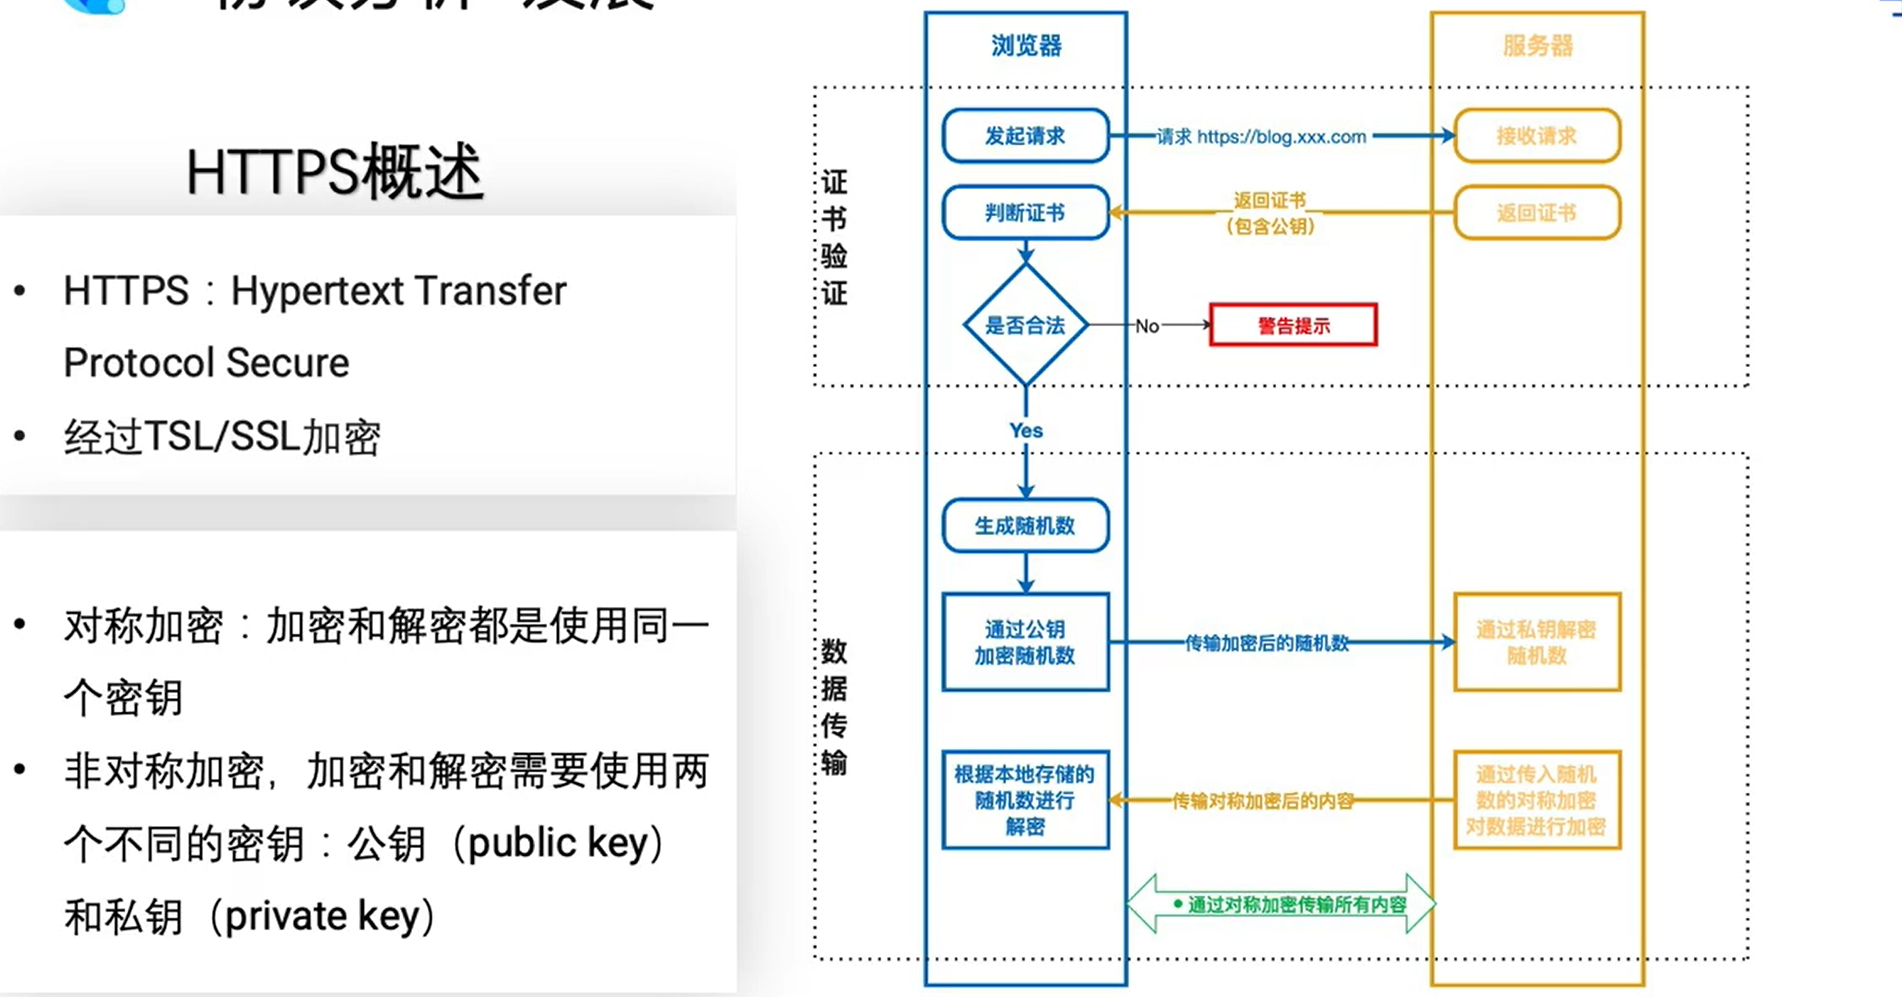 HTTPS概述
• HTTPS：Hypertext Transfer
Protocol Secure
• 经过TSL/SSL加密
• 对称加密：加密和解密都是使用同一
个密钥
• 非对称加密，加密和解密需要使用两
个不同的密钥：公钥（public key）
和私钥（private key）
浏览器
服务器
证书验证
发起请求
请求 https://blog.xxx.com
接收请求
判断证书
返回证书
（包含公钥）
返回证书
是否合法
No
警告提示
Yes
数据传输
生成随机数
通过公钥
加密随机数
传输加密后的随机数
通过私钥解密
随机数
根据本地存储的
随机数进行
解密
传输对称加密后的内容
通过传入随机
数的对称加密
对数据进行加密
• 通过对称加密传输所有内容